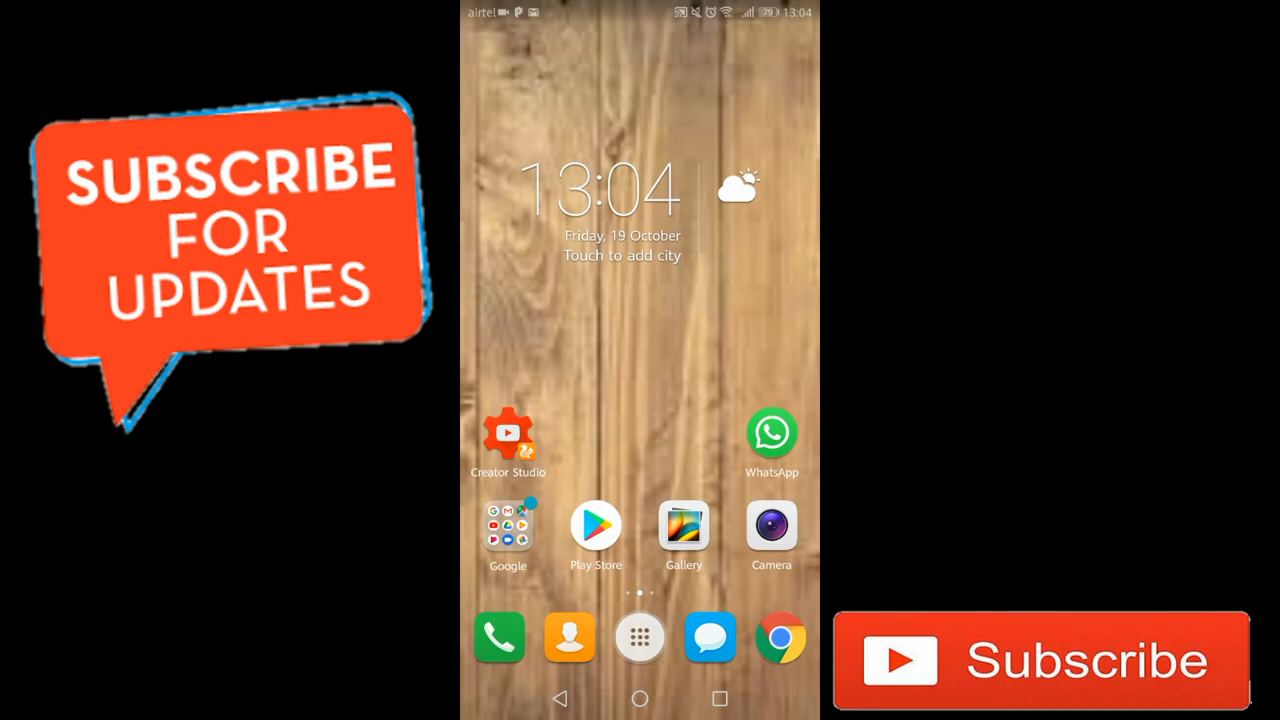 airtel
79
13:04
SUBSCRIBE
FOR
UPDATES
13:04
Friday, 19 October
Touch to add city
Creator Studio
WhatsApp
Google
Play Store
Gallery
Camera
Subscribe